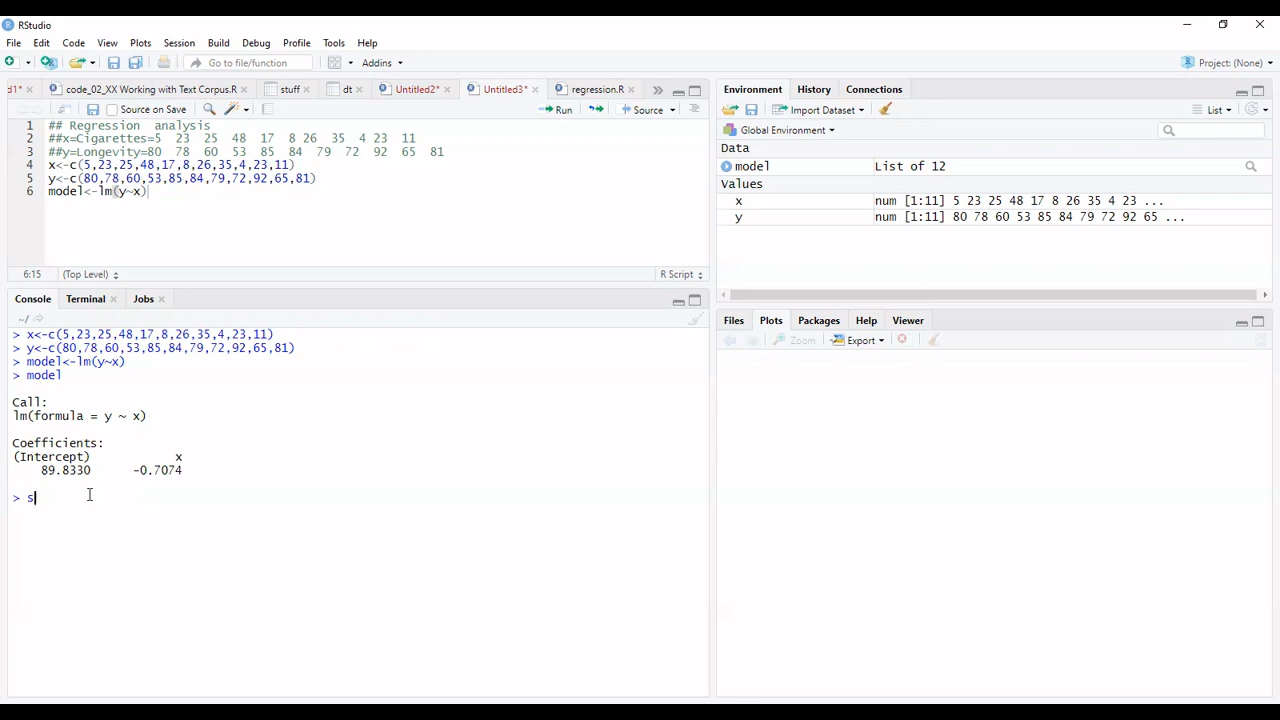 RStudio
File Edit Code View Plots Session Build Debug Profile Tools Help
Go to file/function Addins Project: (None)
d1* code_02_XX Working with Text Corpus.R stuff dt Untitled2* Untitled3* regression.R
Source on Save Run Source
1 ## Regression analysis
2 ##x=Cigarettes=5 23 25 48 17 8 26 35 4 23 11
3 ##y=Longevity=80 78 60 53 85 84 79 72 92 65 81
4 x<-c(5,23,25,48,17,8,26,35,4,23,11)
5 y<-c(80,78,60,53,85,84,79,72,92,65,81)
6 model<-lm(y~x)
6:15 (Top Level) R Script
Console Terminal Jobs
~/
> x<-c(5,23,25,48,17,8,26,35,4,23,11)
> y<-c(80,78,60,53,85,84,79,72,92,65,81)
> model<-lm(y~x)
> model
Call:
lm(formula = y ~ x)
Coefficients:
(Intercept) x
89.8330 -0.7074
> s
Environment History Connections
Import Dataset List
Global Environment
Data
model List of 12
Values
x num [1:11] 5 23 25 48 17 8 26 35 4 23 ...
y num [1:11] 80 78 60 53 85 84 79 72 92 65 ...
Files Plots Packages Help Viewer
Zoom Export